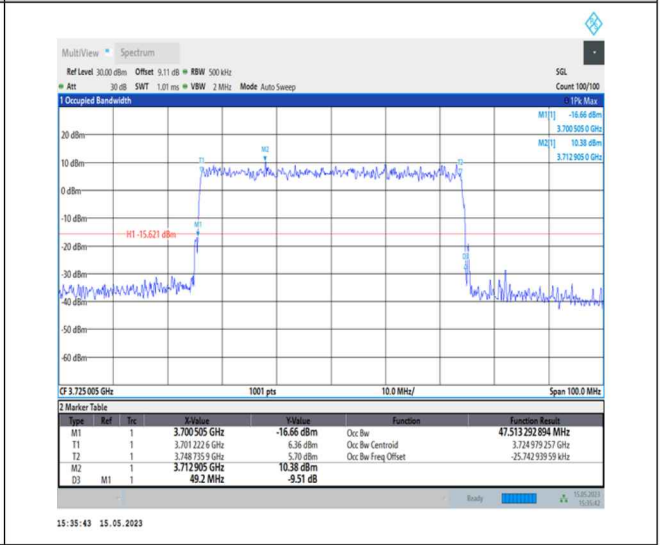 MultiView Spectrum
Ref Level 30.00 dBm Offset 9.11 dB RBW 500 kHz SGL
Att 30 dB SWT 1.01 ms VBW 2 MHz Mode Auto Sweep Count 100/100
1 Occupied Bandwidth 1Pk Max
M1[1] -16.66 dBm
3.700 505 0 GHz
M2[1] 10.38 dBm
3.712 905 0 GHz
20 dBm
M2
T1 T2
10 dBm
0 dBm
-10 dBm
M1
H1 -15.621 dBm
-20 dBm
D3
-30 dBm
-40 dBm
-50 dBm
-60 dBm
CF 3.725 005 GHz 1001 pts 10.0 MHz/ Span 100.0 MHz
2 Marker Table
Type Ref Trc X-Value Y-Value Function Function Result
M1 1 3.700 505 GHz -16.66 dBm Occ Bw 47.513 292 894 MHz
T1 1 3.701 222 6 GHz 6.36 dBm Occ Bw Centroid 3.724 979 257 GHz
T2 1 3.748 735 9 GHz 5.70 dBm Occ Bw Freq Offset -25.742 939 59 kHz
M2 1 3.712 905 GHz 10.38 dBm
D3 M1 1 49.2 MHz -9.51 dB
Ready 15.05.2023
15:35:42
15:35:43 15.05.2023